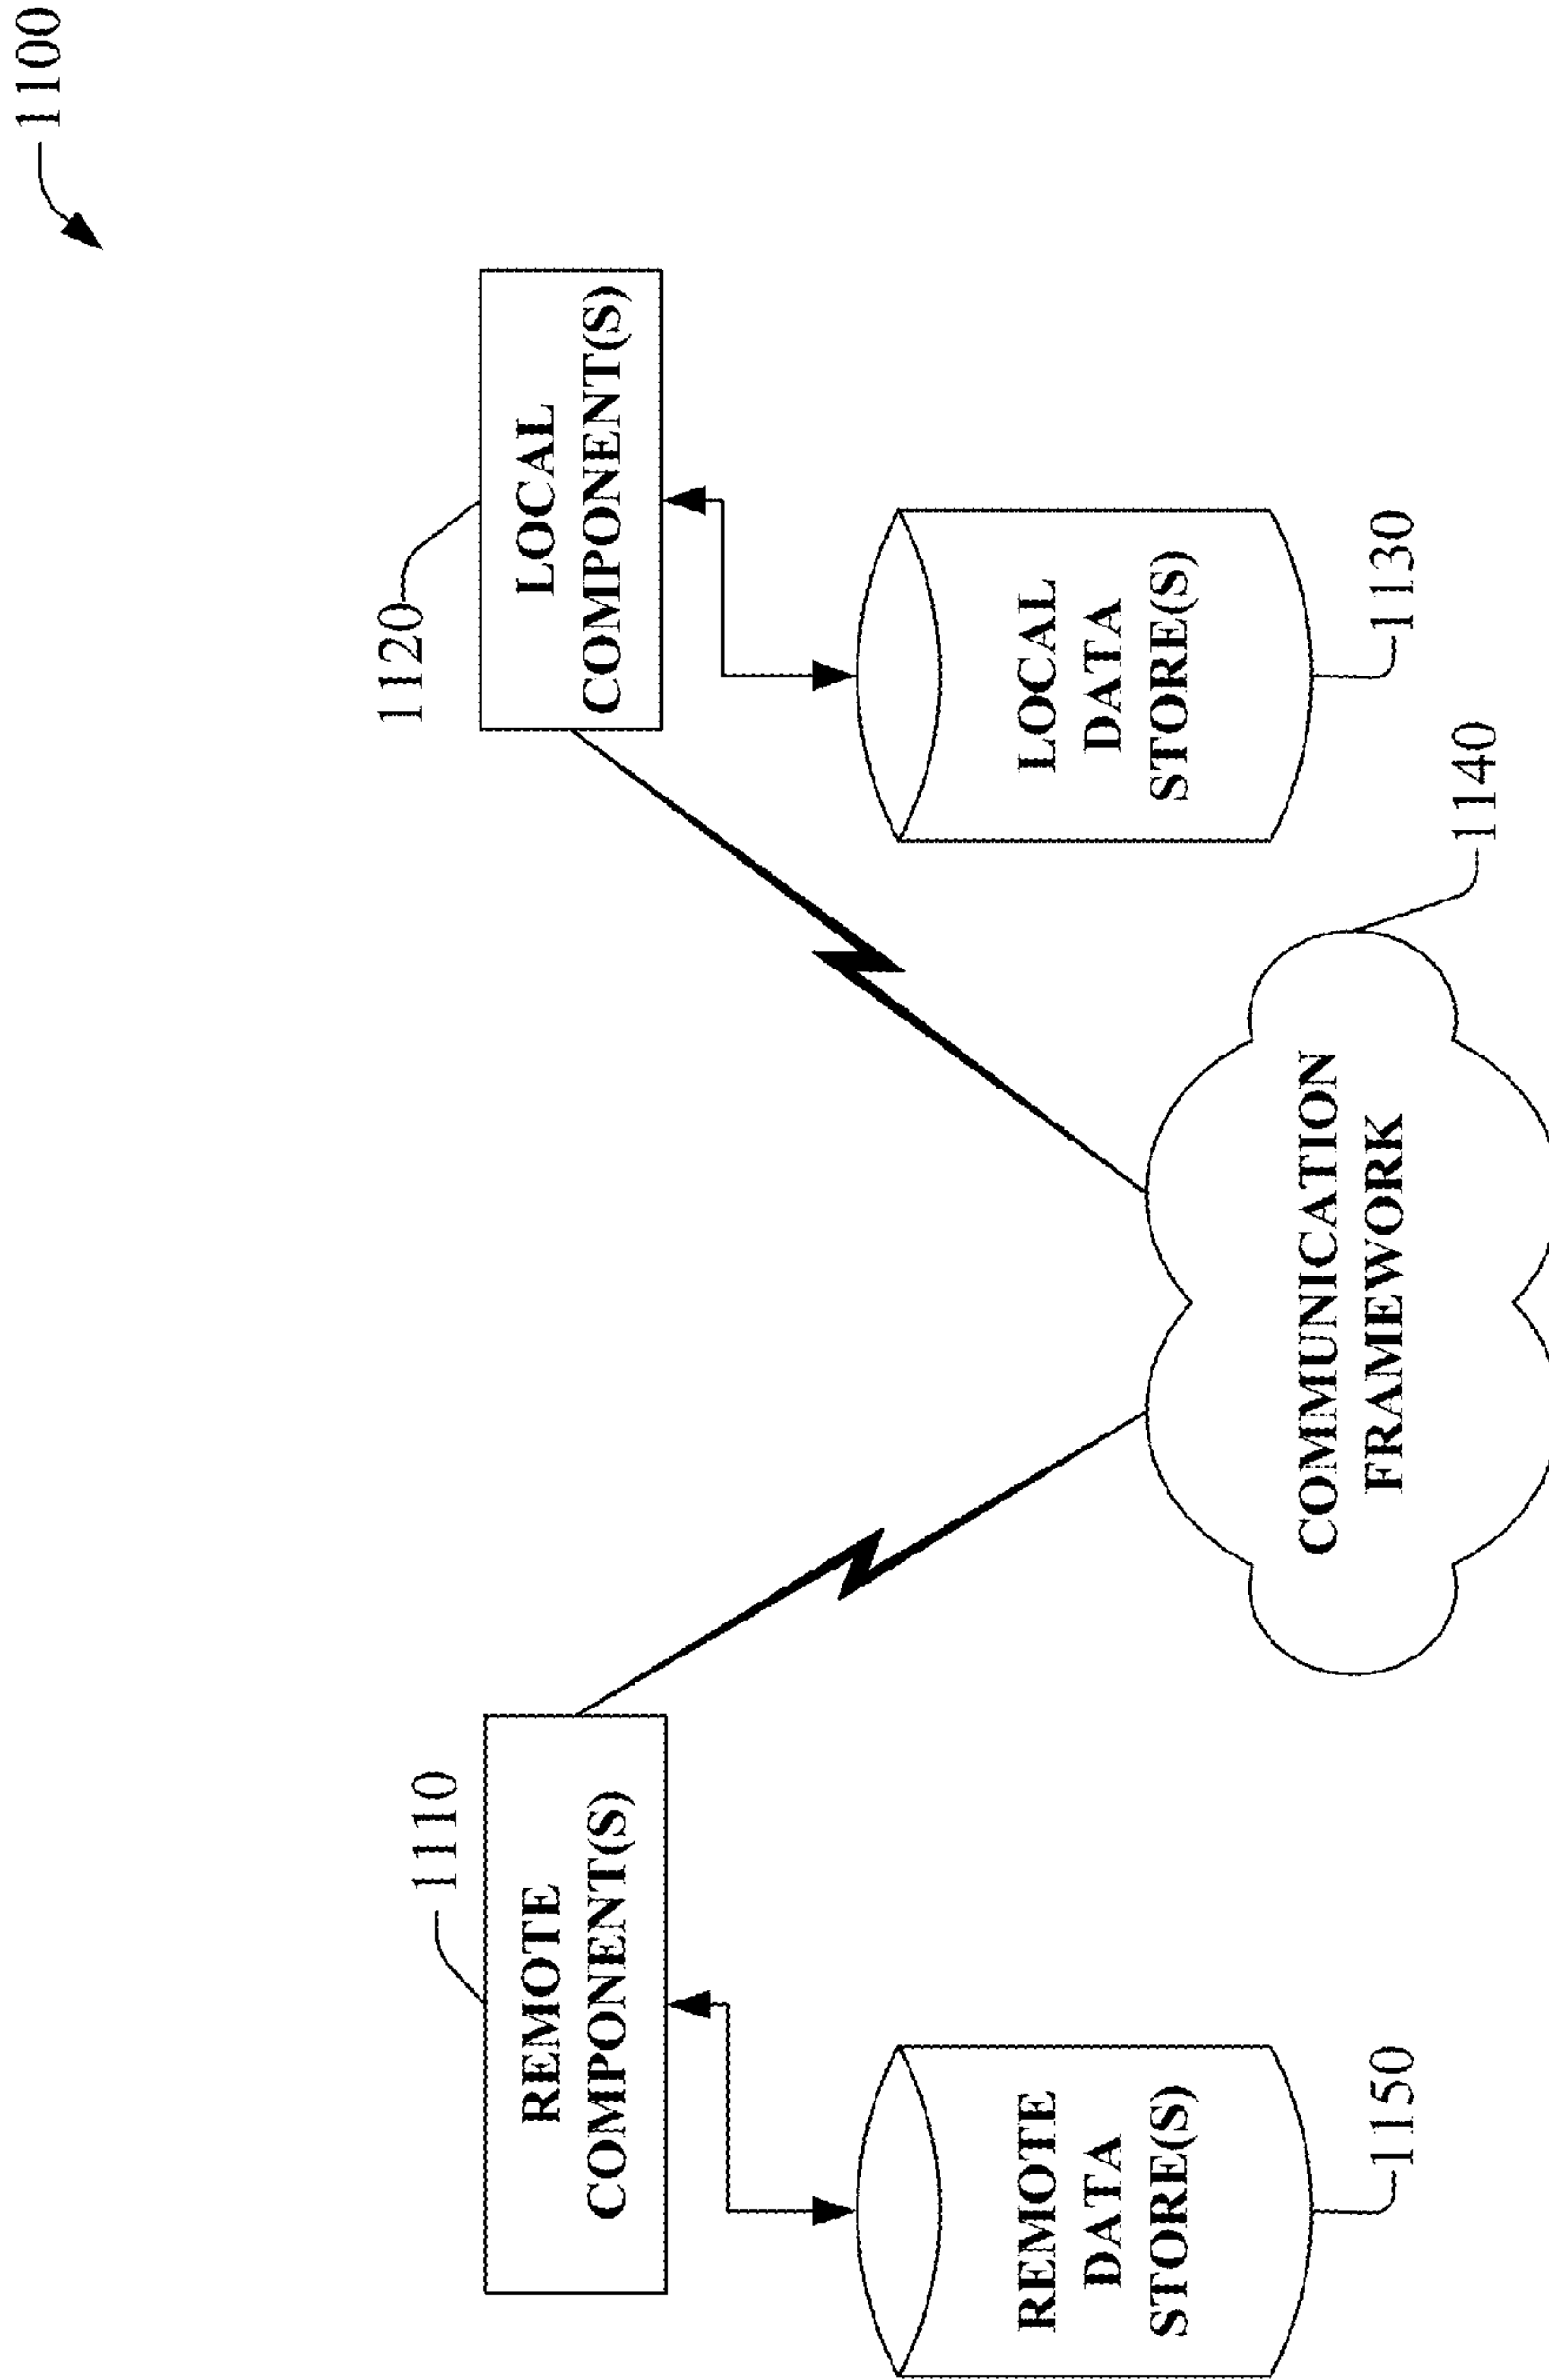 1100
1110
REMOTE
COMPONENT(S)
1120
LOCAL
COMPONENT(S)
REMOTE
DATA
STORE(S)
1150
LOCAL
DATA
STORE(S)
1130
COMMUNICATION
FRAMEWORK
1140